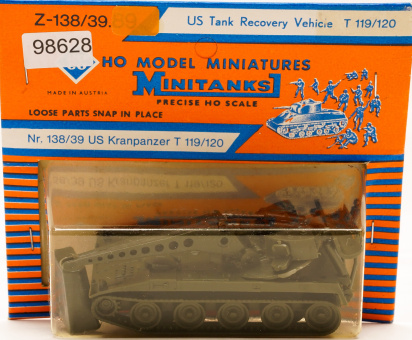 Z-138/39.89
US Tank Recovery Vehicle T 119/120
98628
HO MODEL MINIATURES
MINITANKS
MADE IN AUSTRIA
PRECISE HO SCALE
LOOSE PARTS SNAP IN PLACE
Nr. 138/39 US Kranpanzer T 119/120